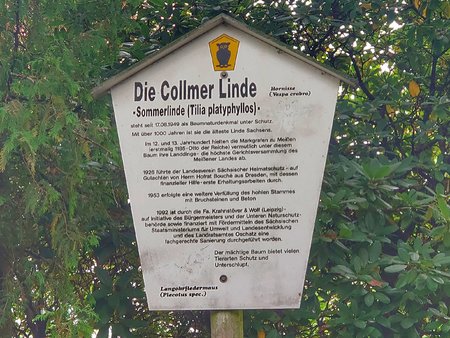 Die Collmer Linde
Hornisse
(Vespa crabro)
-Sommerlinde (Tilia platyphyllos)-
steht seit 17.08.1949 als Baumnaturdenkmal unter Schutz.
Mit über 1000 Jahren ist sie die älteste Linde Sachsens.
Im 12. und 13. Jahrhundert hielten die Markgrafen zu Meißen
(erstmalig 1185-Otto der Reiche) vermutlich unter diesem
Baum ihre Landdings- die höchste Gerichtsversammlung des
Meißener Landes ab.
1926 führte der Landesverein Sächsischer Heimatschutz - auf
Gutachten von Herrn Hofrat Bouché aus Dresden, mit dessen
finanzieller Hilfe-erste Erhaltungsarbeiten durch.
1953 erfolgte eine weitere Verfüllung des hohlen Stammes
mit Bruchsteinen und Beton
1992 ist durch die Fa. Krahnstöver & Wolf (Leipzig)-
auf Initiative des Bürgermeisters und der Unteren Naturschutz-
behörde sowie finanziert mit Fördermitteln des Sächsischen
Staatsministeriums für Umwelt und Landesentwicklung
und des Landratsamtes Oschatz eine
fachgerechte Sanierung durchgeführt worden.
Der mächtige Baum bietet vielen
Tierarten Schutz und
Unterschlupf.
Langohrfledermaus
(Plecotus spec.)